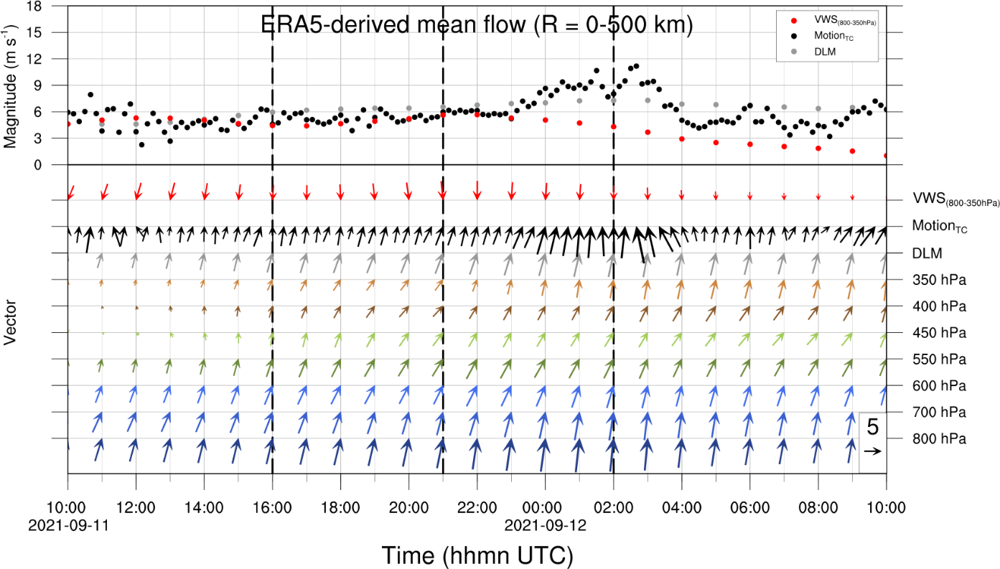 ERA5-derived mean flow (R = 0-500 km)
VWS(800-350hPa)
MotionTC
DLM
Magnitude (m s-1)
18
15
12
9
6
3
0
Vector
VWS(800-350hPa)
MotionTC
DLM
350 hPa
400 hPa
450 hPa
550 hPa
600 hPa
700 hPa
800 hPa
5
10:00 12:00 14:00 16:00 18:00 20:00 22:00 00:00 02:00 04:00 06:00 08:00 10:00
2021-09-11 2021-09-12
Time (hhmn UTC)